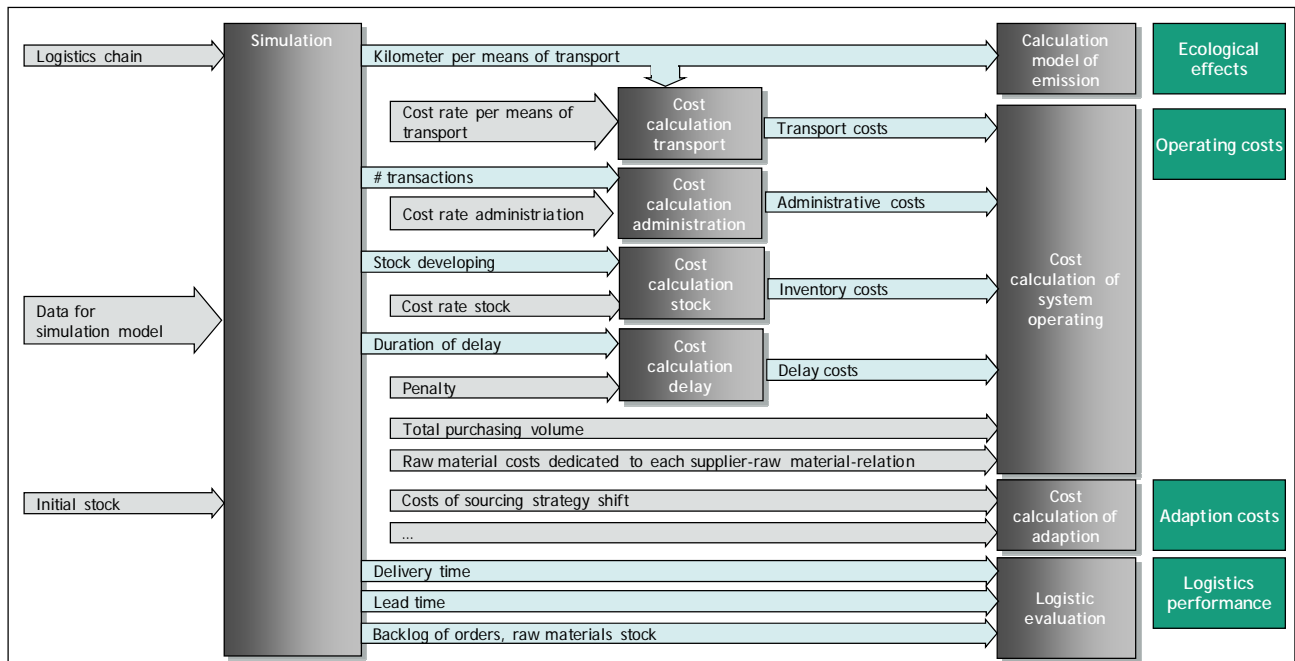 Simulation
Logistics chain
Data for
simulation model
Initial stock
Kilometer per means of transport
Calculation
model of
emission
Ecological
effects
Cost rate per means of
transport
Cost
calculation
transport
Transport costs
Operating costs
# transactions
Cost rate administriation
Cost
calculation
administration
Administrative costs
Stock developing
Cost rate stock
Cost
calculation
stock
Inventory costs
Cost
calculation of
system
operating
Duration of delay
Penalty
Cost
calculation
delay
Delay costs
Total purchasing volume
Raw material costs dedicated to each supplier-raw material-relation
Costs of sourcing strategy shift
...
Cost
calculation of
adaption
Adaption costs
Delivery time
Lead time
Backlog of orders, raw materials stock
Logistic
evaluation
Logistics
performance